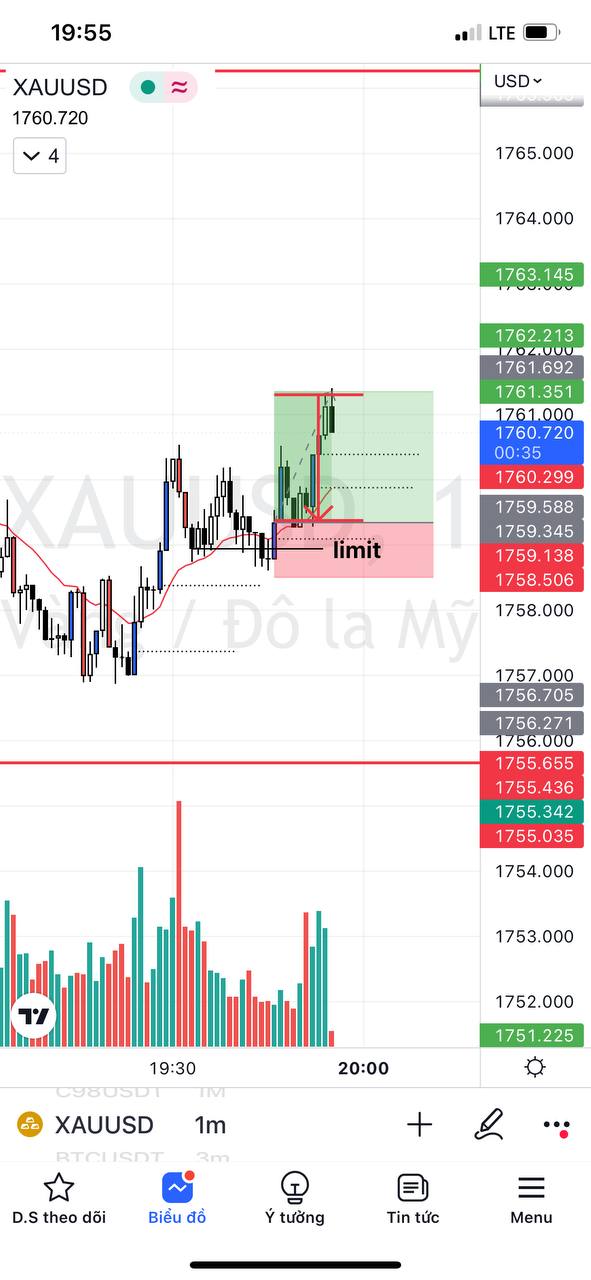 19:55
LTE
XAUUSD
USD
1760.720
4
1765.000
1764.000
1763.145
1762.213
1761.692
1761.351
1761.000
1760.720
00:35
1760.299
1759.588
1759.345
1759.138
limit
1758.506
1758.000
XAUUSD, 1
Vàng / Đô la Mỹ
1757.000
1756.705
1756.271
1756.000
1755.655
1755.436
1755.342
1755.035
1754.000
1753.000
1752.000
1751.225
19:30
20:00
C98USDT 1M
XAUUSD 1m
BTCUSDT 3m
D.S theo dõi
Biểu đồ
Ý tưởng
Tin tức
Menu